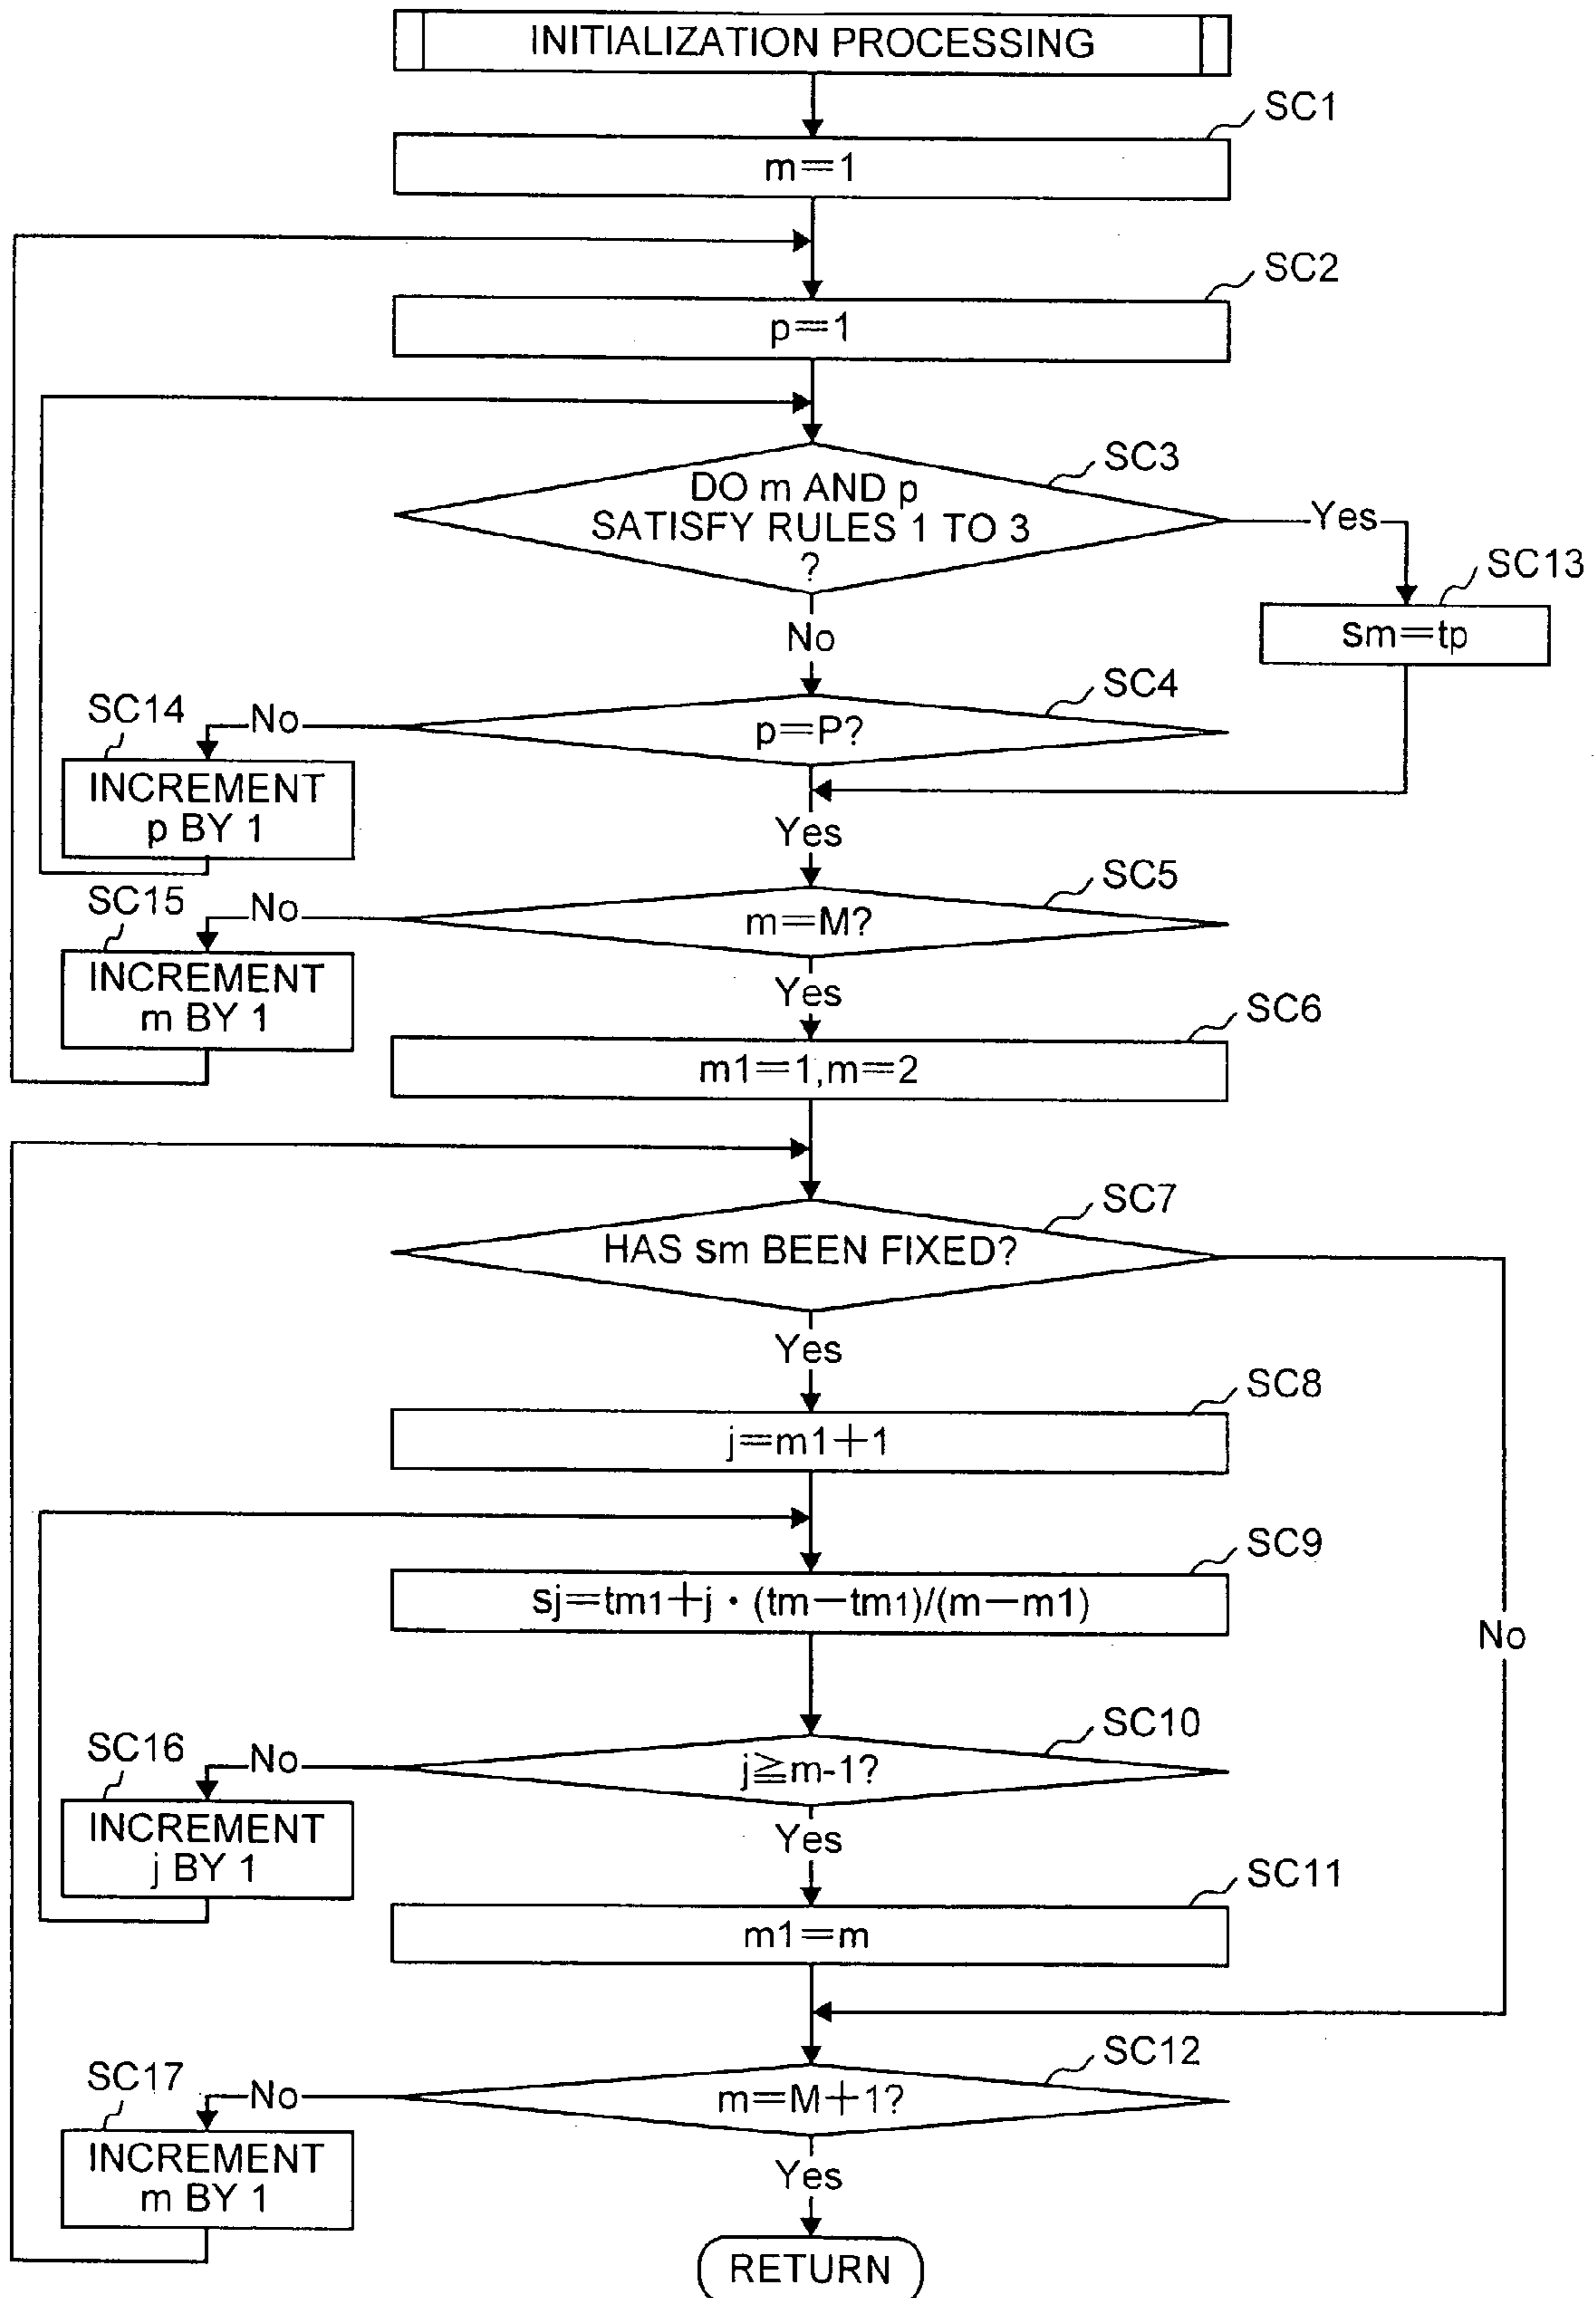 INITIALIZATION PROCESSING
SC1
m=1
SC2
p=1
SC3
DO m AND p
SATISFY RULES 1 TO 3
?
Yes
SC13
sm=tp
No
SC4
p=P?
SC14
No
INCREMENT
p BY 1
Yes
SC5
m=M?
SC15
No
INCREMENT
m BY 1
Yes
SC6
m1=1,m=2
SC7
HAS sm BEEN FIXED?
Yes
SC8
j=m1+1
SC9
sj=tm1+j・(tm−tm1)/(m−m1)
No
SC10
j≧m-1?
SC16
No
INCREMENT
j BY 1
Yes
SC11
m1=m
SC12
m=M+1?
SC17
No
INCREMENT
m BY 1
Yes
RETURN